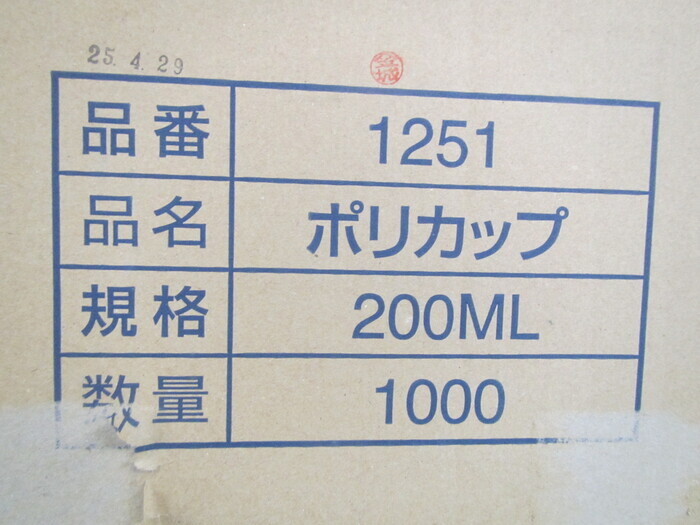 25. 4. 29
品番 1251
品名 ポリカップ
規格 200ML
数量 1000